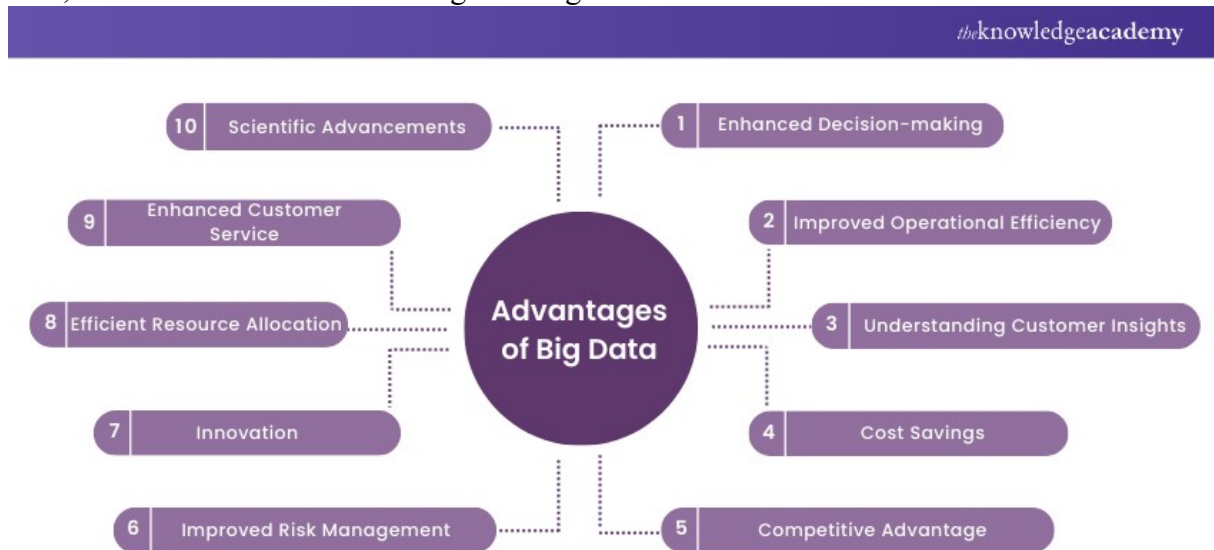 theknowledgeacademy
10 Scientific Advancements
1 Enhanced Decision-making
9 Enhanced Customer
Service
2 Improved Operational Efficiency
Advantages
of Big Data
8 Efficient Resource Allocation
3 Understanding Customer Insights
7 Innovation
4 Cost Savings
6 Improved Risk Management
5 Competitive Advantage